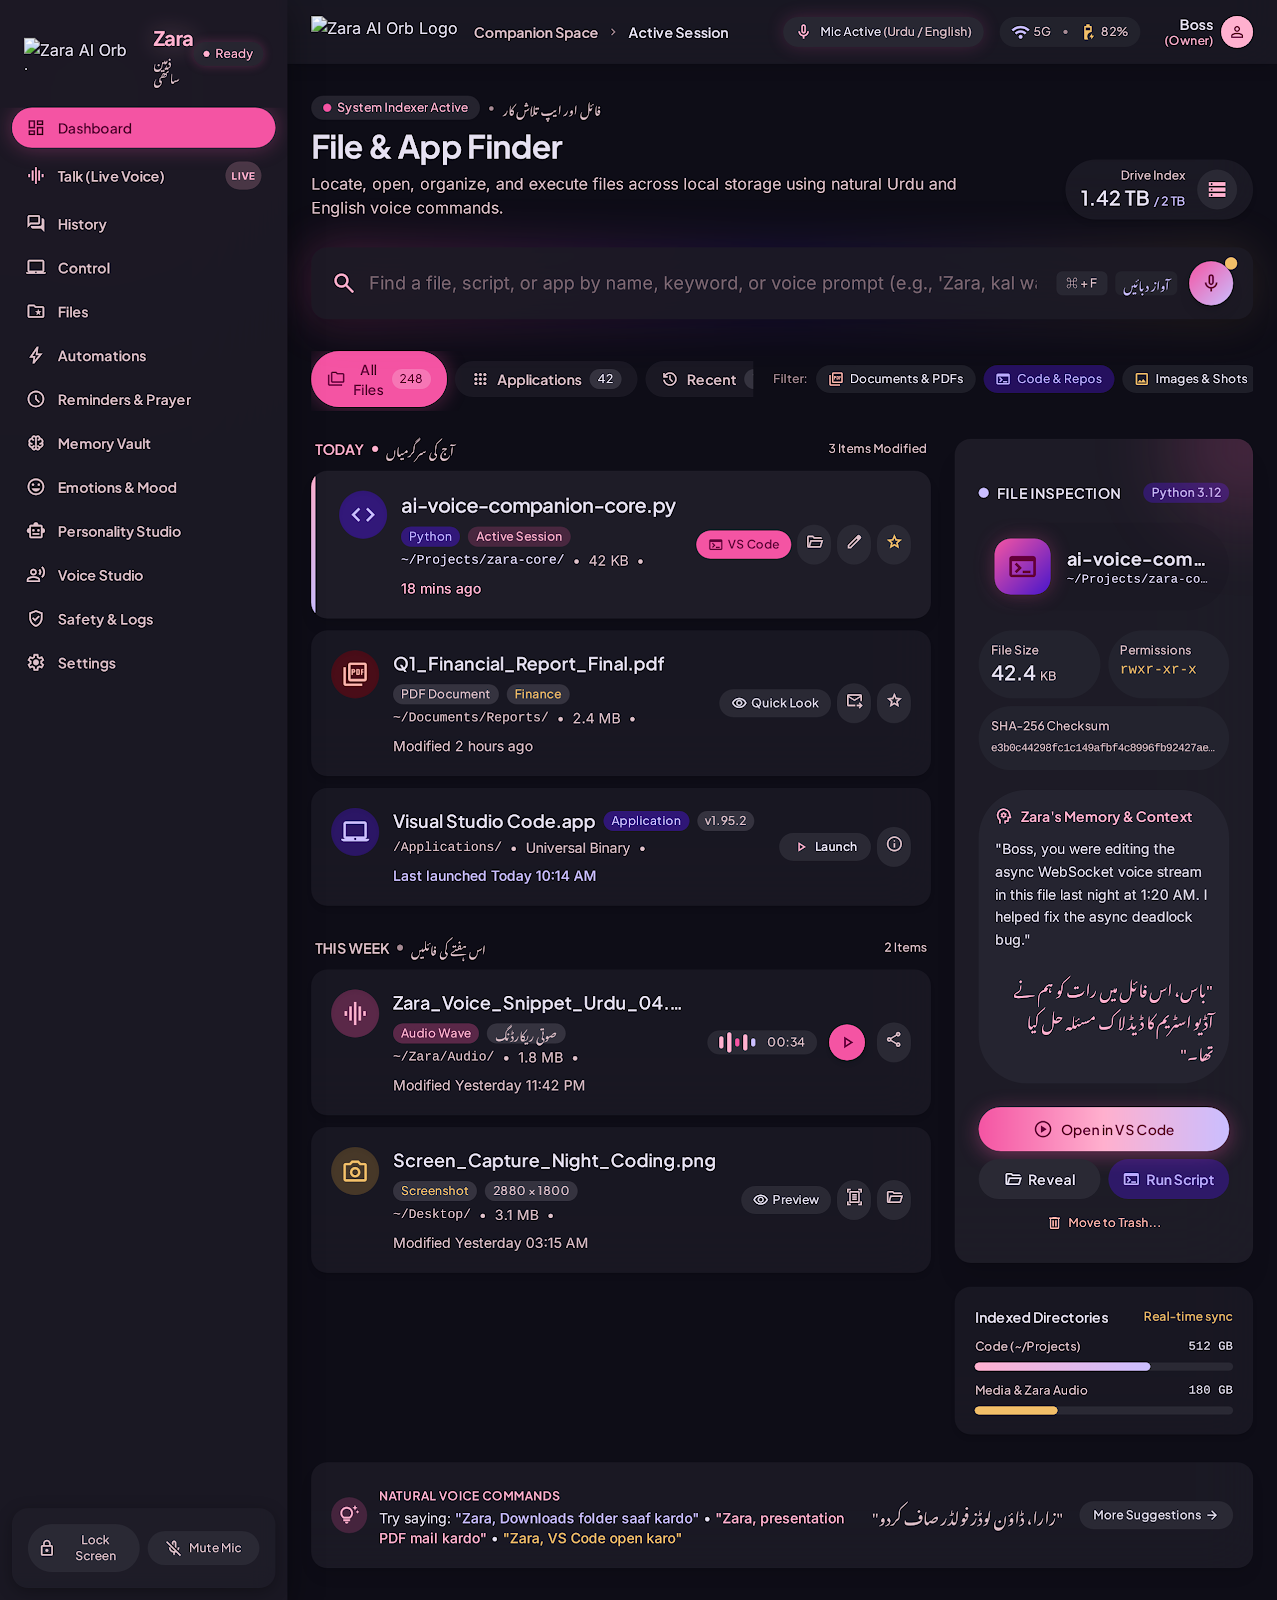 Zara AI Orb
Zara
ذہین ساتھی
Ready
Dashboard
Talk (Live Voice)
LIVE
History
Control
Files
Automations
Reminders & Prayer
Memory Vault
Emotions & Mood
Personality Studio
Voice Studio
Safety & Logs
Settings
Lock Screen
Mute Mic
Zara AI Orb Logo
Companion Space > Active Session
Mic Active (Urdu / English)
5G • 82%
Boss
(Owner)
System Indexer Active • فائل اور ایپ تلاش کار
File & App Finder
Locate, open, organize, and execute files across local storage using natural Urdu and
English voice commands.
Drive Index
1.42 TB / 2 TB
Find a file, script, or app by name, keyword, or voice prompt (e.g., 'Zara, kal wa
⌘+F
آواز دبائیں
All Files 248
Applications 42
Recent
Filter:
Documents & PDFs
Code & Repos
Images & Shots
TODAY • آج کی سرگرمیاں
3 Items Modified
ai-voice-companion-core.py
Python
Active Session
~/Projects/zara-core/ • 42 KB •
18 mins ago
VS Code
Q1_Financial_Report_Final.pdf
PDF Document
Finance
~/Documents/Reports/ • 2.4 MB •
Modified 2 hours ago
Quick Look
Visual Studio Code.app
Application
v1.95.2
/Applications/ • Universal Binary •
Last launched Today 10:14 AM
Launch
THIS WEEK • اس ہفتے کی فائلیں
2 Items
Zara_Voice_Snippet_Urdu_04.…
Audio Wave
صوتی ریکارڈنگ
~/Zara/Audio/ • 1.8 MB •
Modified Yesterday 11:42 PM
00:34
Screen_Capture_Night_Coding.png
Screenshot
2880 × 1800
~/Desktop/ • 3.1 MB •
Modified Yesterday 03:15 AM
Preview
FILE INSPECTION
Python 3.12
ai-voice-com…
~/Projects/zara-co…
File Size
42.4 KB
Permissions
rwxr-xr-x
SHA-256 Checksum
e3b0c44298fc1c149afbf4c8996fb92427ae…
Zara's Memory & Context
"Boss, you were editing the
async WebSocket voice stream
in this file last night at 1:20 AM. I
helped fix the async deadlock
bug."
"باس، اس فائل میں رات کو ہم نے
آڈیو اسٹریم کا ڈیڈ لاک مسئلہ حل کیا
تھا۔"
Open in VS Code
Reveal
Run Script
Move to Trash...
Indexed Directories
Real-time sync
Code (~/Projects)
512 GB
Media & Zara Audio
180 GB
NATURAL VOICE COMMANDS
Try saying: "Zara, Downloads folder saaf kardo" • "Zara, presentation
PDF mail kardo" • "Zara, VS Code open karo"
"زارا، ڈاؤن لوڈز فولڈر صاف کردو"
More Suggestions →